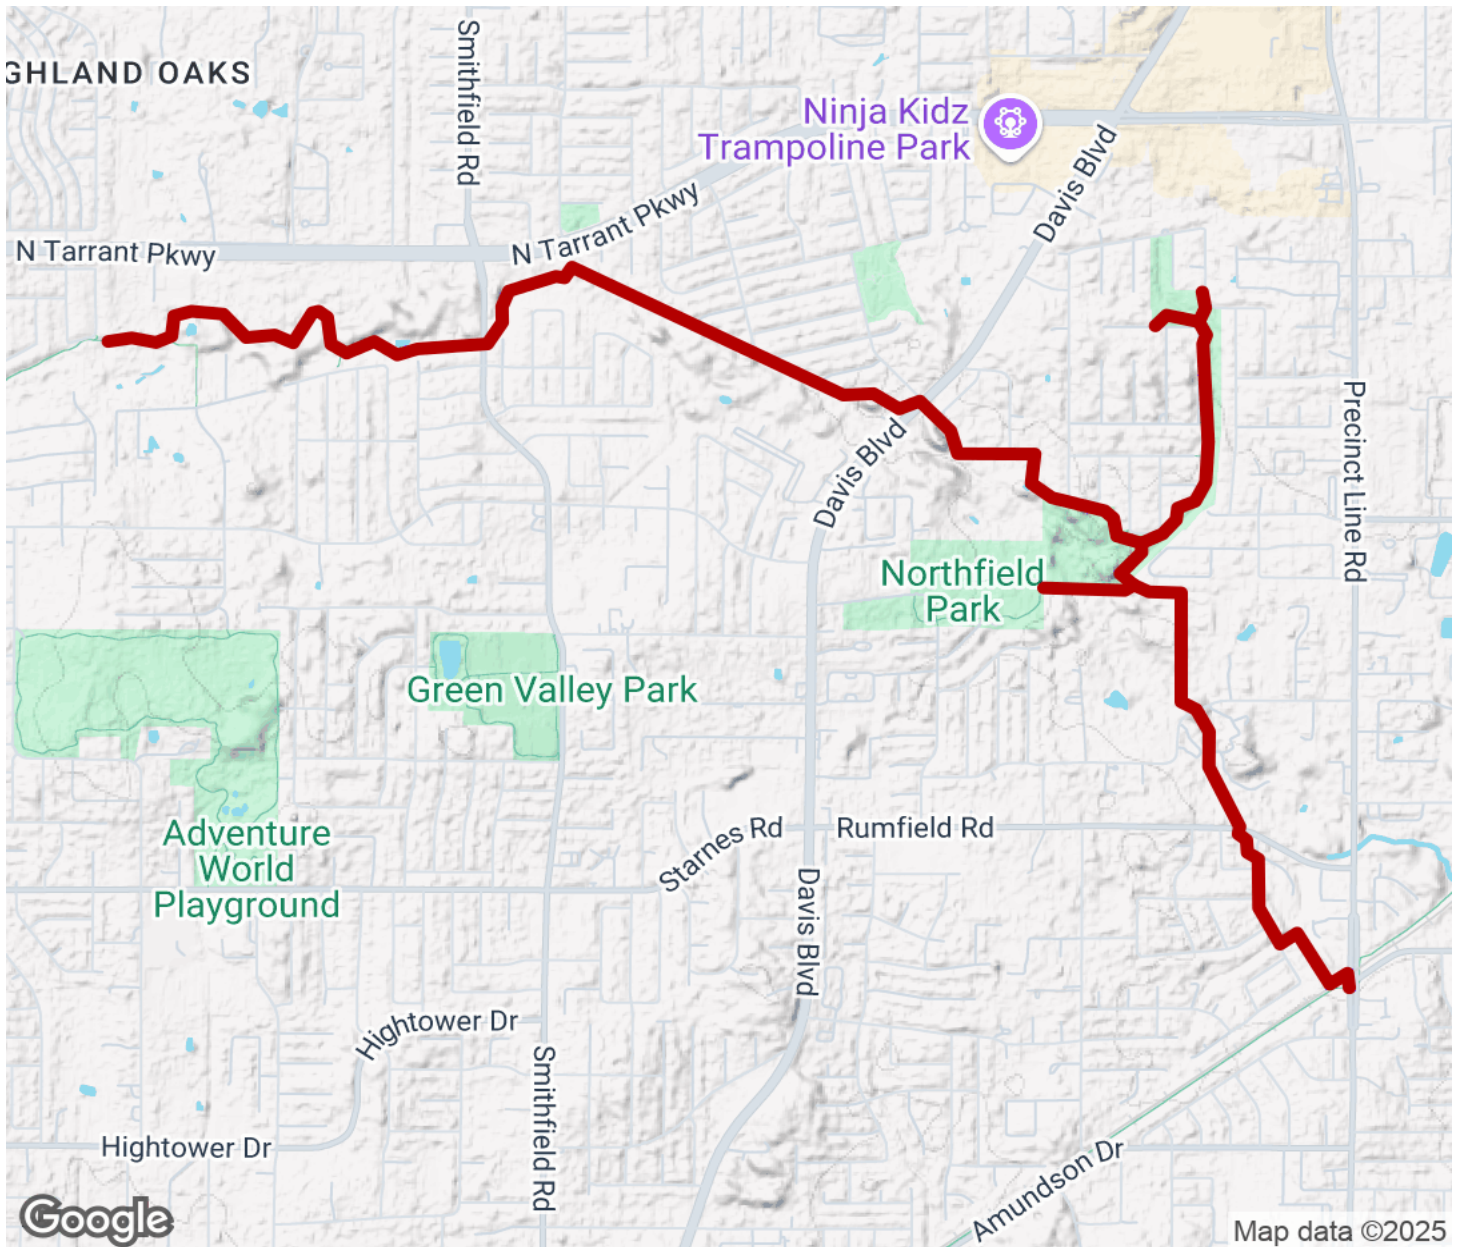 GHLAND OAKS
Smithfield Rd
Ninja Kidz
Trampoline Park
Davis Blvd
N Tarrant Pkwy
N Tarrant Pkwy
Precinct Line Rd
Davis Blvd
Northfield
Park
Green Valley Park
Adventure
World
Playground
Starnes Rd
Rumfield Rd
Davis Blvd
Hightower Dr
Smithfield Rd
Hightower Dr
Amundson Dr
Google
Map data ©2025